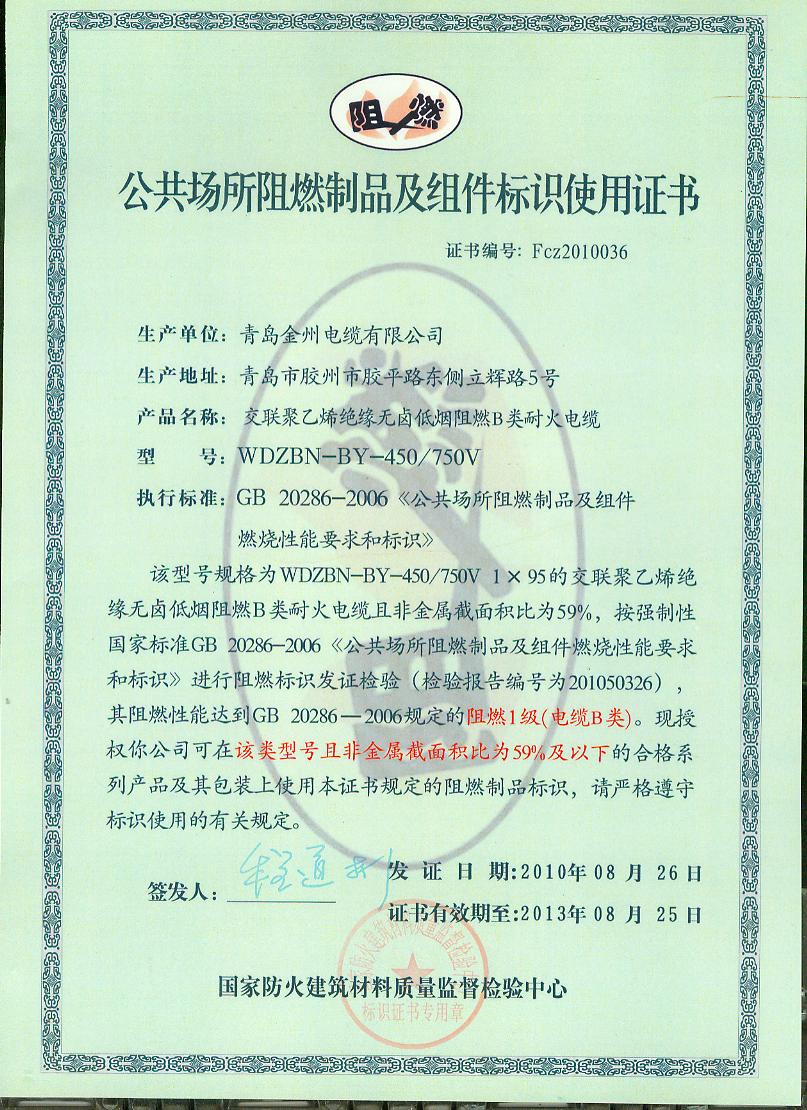 阻燃
公共场所阻燃制品及组件标识使用证书
证书编号：Fcz2010036
生产单位：青岛金州电缆有限公司
生产地址：青岛市胶州市胶平路东侧立辉路5号
产品名称：交联聚乙烯绝缘无卤低烟阻燃B类耐火电缆
型 号：WDZBN-BY-450/750V
执行标准：GB 20286-2006《公共场所阻燃制品及组件
燃烧性能要求和标识》
该型号规格为WDZBN-BY-450/750V 1×95的交联聚乙烯绝
缘无卤低烟阻燃B类耐火电缆且非金属截面积比为59%，按强制性
国家标准GB 20286-2006《公共场所阻燃制品及组件燃烧性能要求
和标识》进行阻燃标识发证检验（检验报告编号为201050326），
其阻燃性能达到GB 20286—2006规定的阻燃1级(电缆B类)。现授
权你公司可在该类型号且非金属截面积比为59%及以下的合格系
列产品及其包装上使用本证书规定的阻燃制品标识，请严格遵守
标识使用的有关规定。
发 证 日 期:2010年 08 月 26 日
签发人：
证书有效期至:2013年 08 月 25 日
国家防火建筑材料质量监督检验中心
标识证书专用章